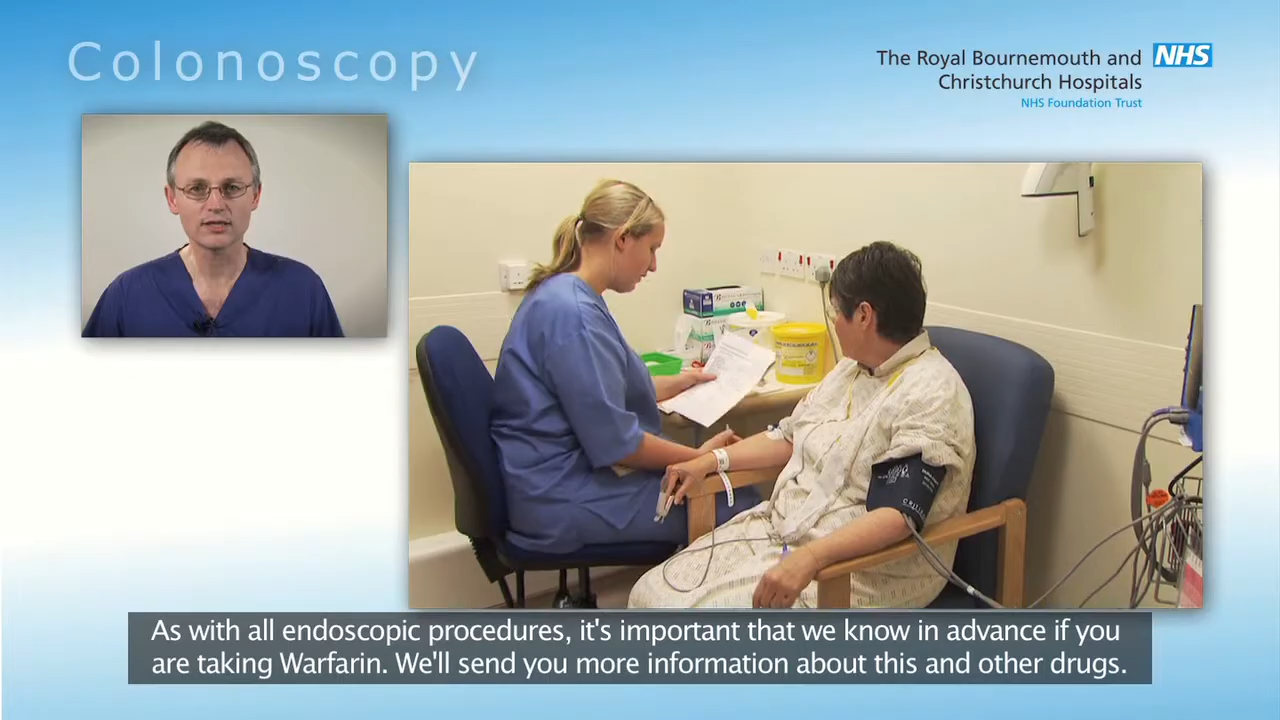 Colonoscopy
The Royal Bournemouth and
Christchurch Hospitals
NHS Foundation Trust
NHS
As with all endoscopic procedures, it's important that we know in advance if you
are taking Warfarin. We'll send you more information about this and other drugs.